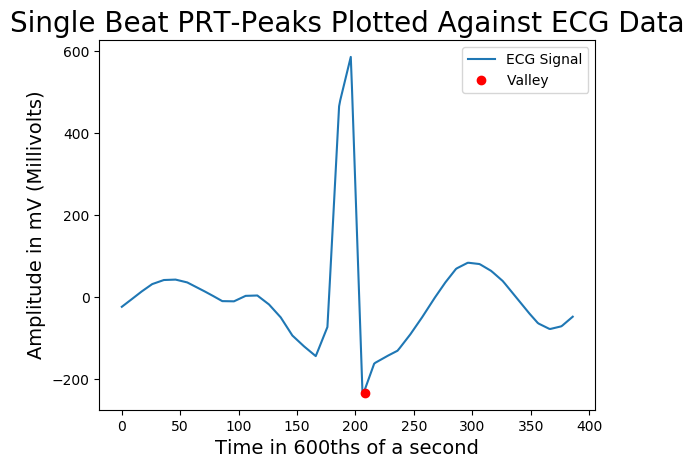 Single Beat PRT-Peaks Plotted Against ECG Data
600
400
200
0
−200
Amplitude in mV (Millivolts)
ECG Signal
Valley
0 50 100 150 200 250 300 350 400
Time in 600ths of a second